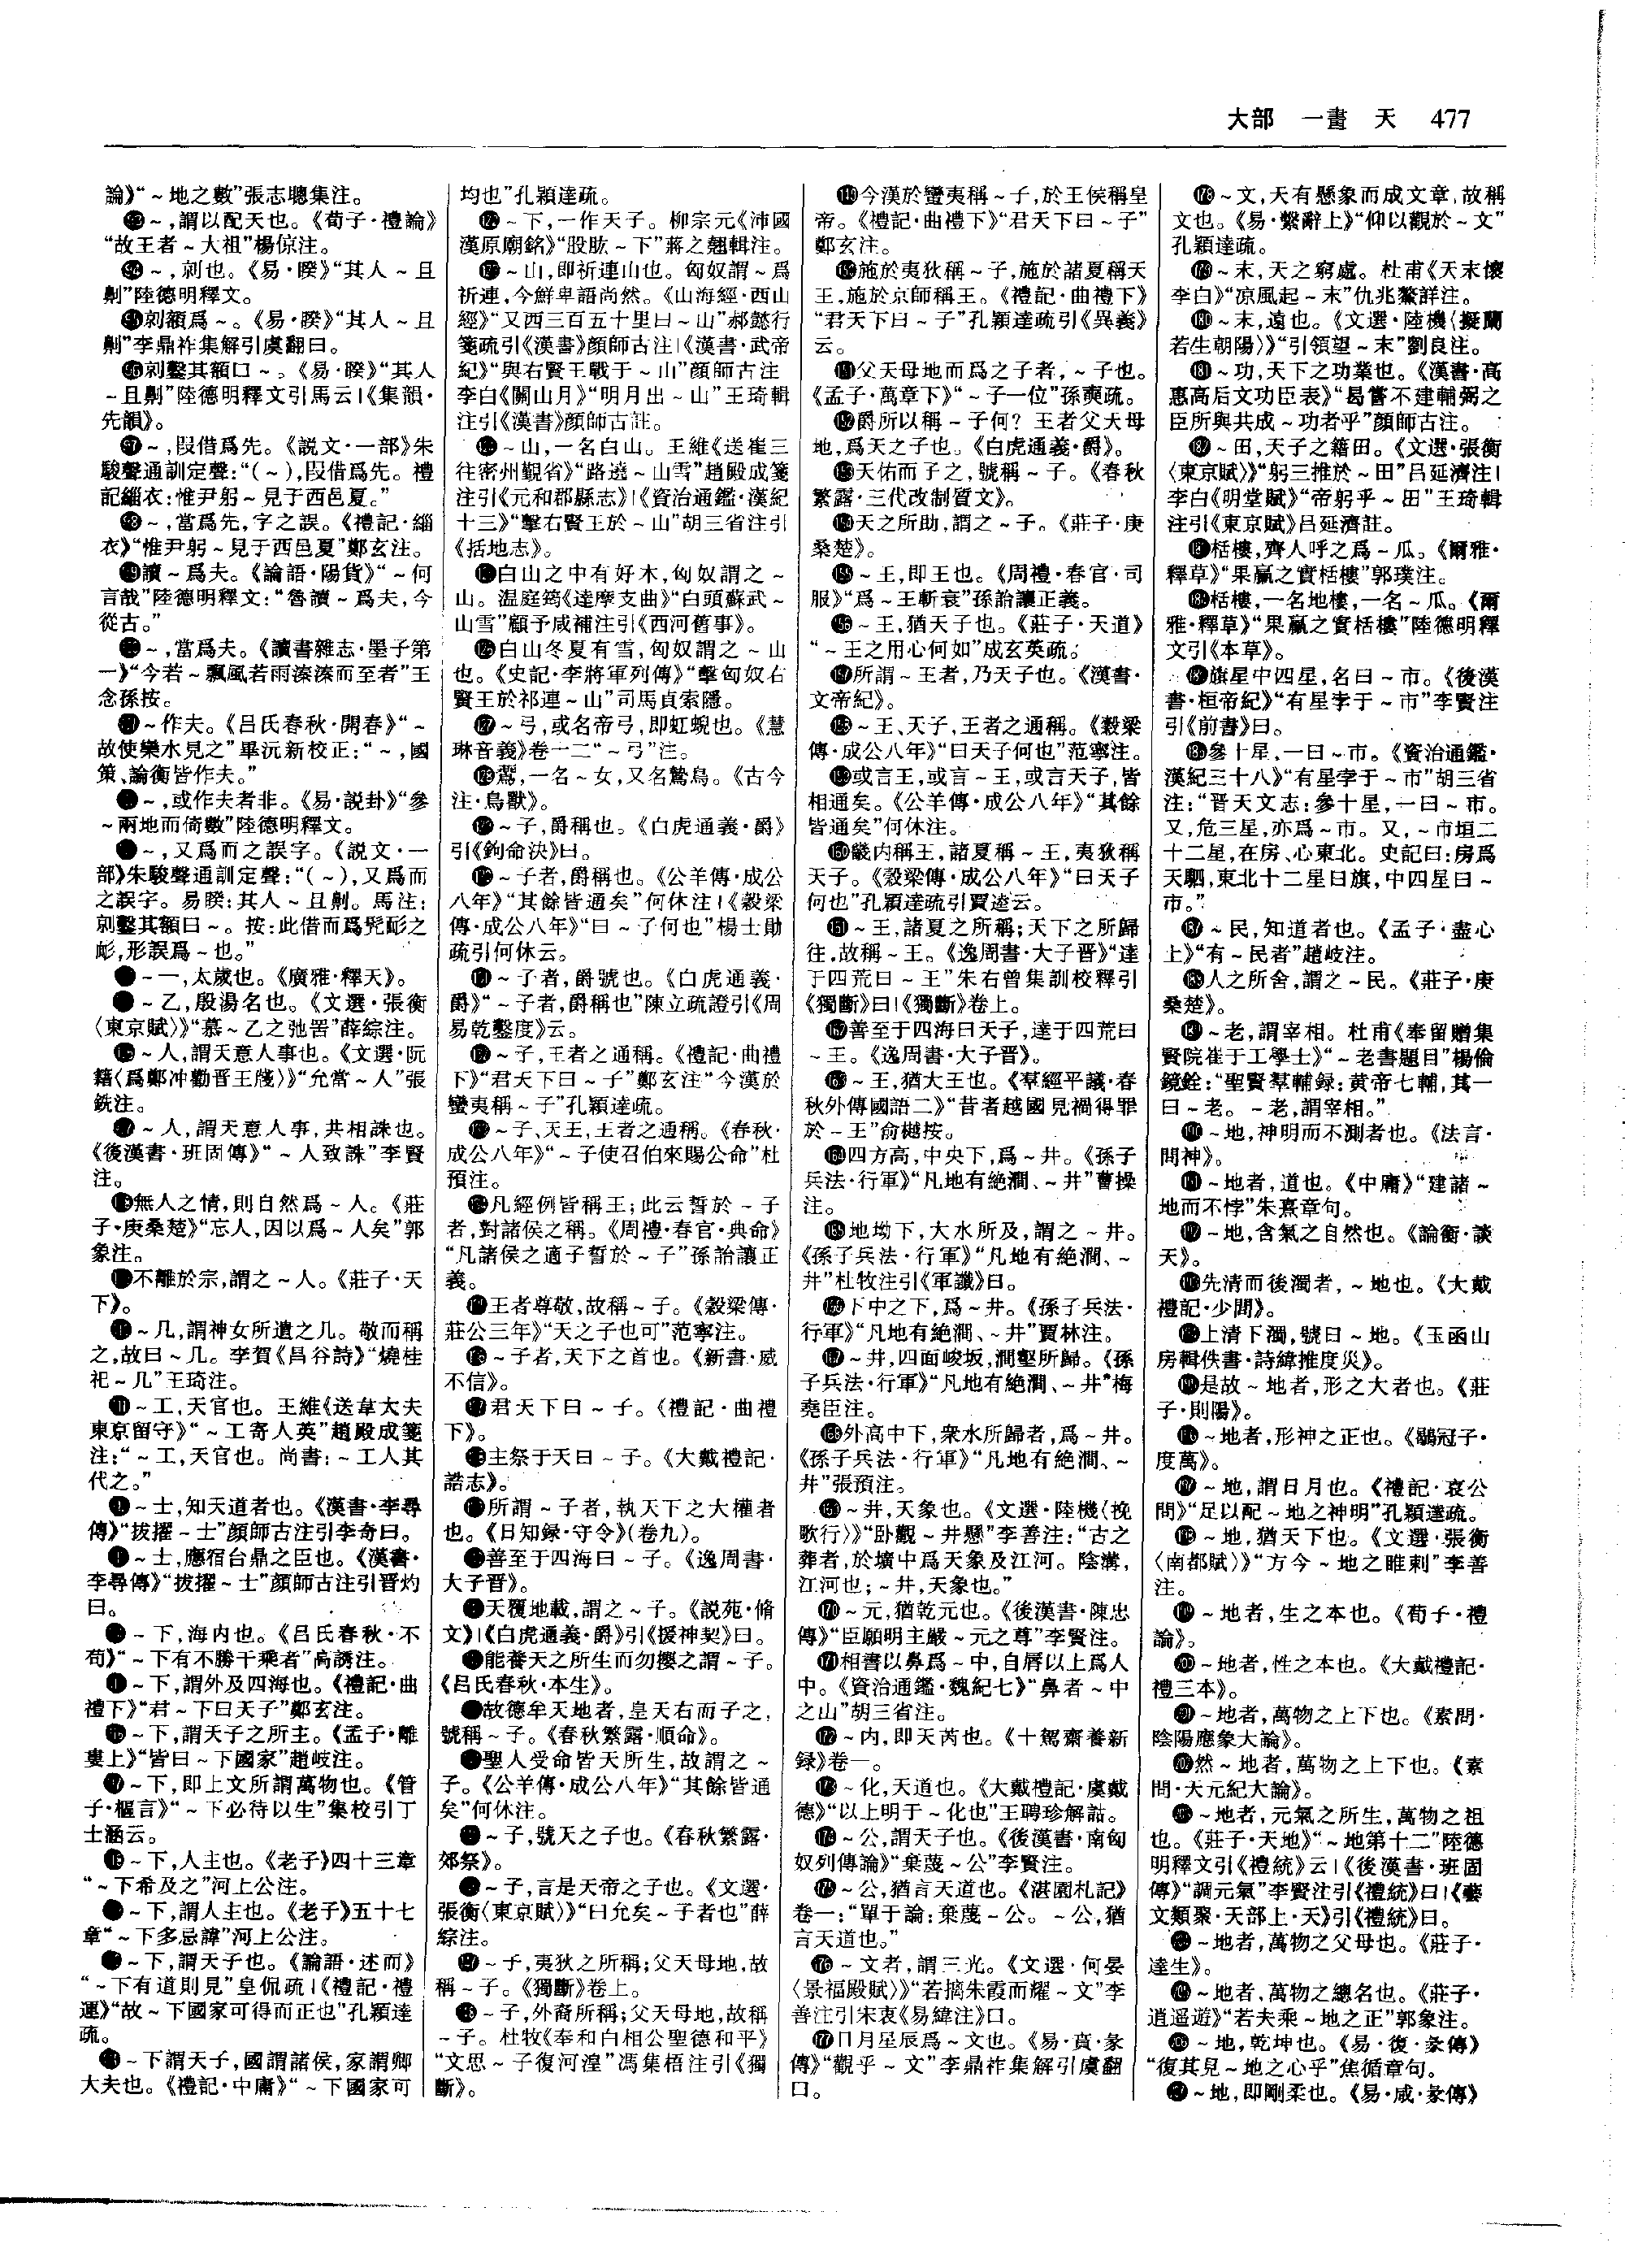 大部　一畫　天　477
論》“～地之數”張志聰集注。
～,謂以配天也。《荀子·禮論》
“故王者～大祖”楊倞注。
～,剠也。《易·睽》“其人～且
劓”陸德明釋文。
剠額爲～。《易·睽》“其人～且
劓”李鼎祚集解引虞翻曰。
剠鑿其額曰～。《易·睽》“其人
～且劓”陸德明釋文引馬云|《集韻·
先韻》。
～,叚借爲先。《説文·一部》朱
駿聲通訓定聲:“(～),叚借爲先。禮
記緇衣:惟尹躬～見于西邑夏。”
～,當爲先,字之誤。《禮記·緇
衣》“惟尹躬～見于西邑夏”鄭玄注。
讀～爲夫。《論語·陽貨》“～何
言哉”陸德明釋文:“魯讀～爲夫,今
從古。”
～,當爲夫。《讀書雜志·墨子第
一》“今若～飄風若雨溱溱而至者”王
念孫按。
～作夫。《吕氏春秋·開春》“～
故使欒水見之”畢沅新校正:“～,國
策、論衡皆作夫。”
～,或作夫者非。《易·説卦》“參
～兩地而倚數”陸德明釋文。
～,又爲而之誤字。《説文·一
部》朱駿聲通訓定聲:“(～),又爲而
之誤字。易睽:其人～且劓。馬注:
剠鑿其額曰～。按:此借而爲髡耏之
耏,形誤爲～也。”
～一,太歲也。《廣雅·釋天》。
～乙,殷湯名也。《文選·張衡
〈東京賦〉》“慕～乙之弛罟”薛綜注。
～人,謂天意人事也。《文選·阮
籍〈爲鄭冲勸晋王牋〉》“允當～人”張
銑注。
～人,謂天意人事,共相誅也。
《後漢書·班固傳》“～人致誅”李賢
注。
無人之情,則自然爲～人。《莊
子·庚桑楚》“忘人,因以爲～人矣”郭
象注。
不離於宗,謂之～人。《莊子·天
下》。
～几,謂神女所遺之几。敬而稱
之,故曰～几。李賀《昌谷詩》“燒桂
祀～几”王琦注。
～工,天官也。王維《送韋大夫
東京留守》“～工寄人英”趙殿成箋
注:“～工,天官也。尚書:～工人其
代之。”
～士,知天道者也。《漢書·李尋
傳》“拔擢～士”顔師古注引李奇曰。
～士,應宿台鼎之臣也。《漢書·
李尋傳》“拔擢～士”顔師古注引晋灼
曰。
～下,海内也。《吕氏春秋·不
苟》“～下有不勝千乘者”高誘注。
～下,謂外及四海也。《禮記·曲
禮下》“君～下曰天子”鄭玄注。
～下,謂天子之所主。《孟子·離
婁上》“皆曰～下國家”趙岐注。
～下,即上文所謂萬物也。《管
子·樞言》“～下必待以生”集校引丁
士涵云。
～下,人主也。《老子》四十三章
“～下希及之”河上公注。
～下,謂人主也。《老子》五十七
章“～下多忌諱”河上公注。
～下,謂天子也。《論語·述而》
“～下有道則見”皇侃疏|《禮記·禮
運》“故～下國家可得而正也”孔穎達
疏。
～下謂天子,國謂諸侯,家謂卿
大夫也。《禮記·中庸》“～下國家可
均也”孔穎達疏。
～下,一作天子。柳宗元《沛國
漢原廟銘》“股肱～下”蔣之翹輯注。
～山,即祈連山也。匈奴謂～爲
祈連,今鮮卑語尚然。《山海經·西山
經》“又西三百五十里曰～山”郝懿行
箋疏引《漢書》顔師古注|《漢書·武帝
紀》“與右賢王戰于～山”顔師古注|
李白《關山月》“明月出～山”王琦輯
注引《漢書》顔師古註。
～山,一名白山。王維《送崔三
往密州覲省》“路遶～山雪”趙殿成箋
注引《元和郡縣志》|《資治通鑑·漢紀
十三》“擊右賢王於～山”胡三省注引
《括地志》。
白山之中有好木,匈奴謂之～
山。温庭筠《達摩支曲》“白頭蘇武～
山雪”顧予咸補注引《西河舊事》。
白山冬夏有雪,匈奴謂之～山
也。《史記·李將軍列傳》“擊匈奴右
賢王於祁連～山”司馬貞索隱。
～弓,或名帝弓,即虹蜺也。《慧
琳音義》卷一二“～弓”注。
鶯,一名～女,又名鷙鳥。《古今
注·鳥獸》。
～子,爵稱也。《白虎通義·爵》
引《鉤命決》曰。
～子者,爵稱也。《公羊傳·成公
八年》“其餘皆通矣”何休注|《穀梁
傳·成公八年》“曰～子何也”楊士勛
疏引何休云。
～子者,爵號也。《白虎通義·
爵》“～子者,爵稱也”陳立疏證引《周
易乾鑿度》云。
～子,王者之通稱。《禮記·曲禮
下》“君天下曰～子”鄭玄注“今漢於
蠻夷稱～子”孔穎達疏。
～子、天王,王者之通稱。《春秋·
成公八年》“～子使召伯來賜公命”杜
預注。
凡經例皆稱王;此云誓於～子
者,對諸侯之稱。《周禮·春官·典命》
“凡諸侯之適子誓於～子”孫詒讓正
義。
王者尊敬,故稱～子。《穀梁傳·
莊公三年》“天之子也可”范寧注。
～子者,天下之首也。《新書·威
不信》。
君天下曰～子。《禮記·曲禮
下》。
主祭于天曰～子。《大戴禮記·
誥志》。
所謂～子者,執天下之大權者
也。《日知録·守令》(卷九)。
善至于四海曰～子。《逸周書·
大子晋》。
天覆地載,謂之～子。《説苑·脩
文》|《白虎通義·爵》引《援神契》曰。
能養天之所生而勿攖之謂～子。
《吕氏春秋·本生》。
故德牟天地者,皇天右而子之,
號稱～子。《春秋繁露·順命》。
聖人受命皆天所生,故謂之～
子。《公羊傳·成公八年》“其餘皆通
矣”何休注。
～子,號天之子也。《春秋繁露·
郊祭》。
～子,言是天帝之子也。《文選·
張衡〈東京賦〉》“曰允矣～子者也”薛
綜注。
～子,夷狄之所稱;父天母地,故
稱～子。《獨斷》卷上。
～子,外裔所稱;父天母地,故稱
～子。杜牧《奉和白相公聖德和平》
“文思～子復河湟”馮集梧注引《獨
斷》。
今漢於蠻夷稱～子,於王侯稱皇
帝。《禮記·曲禮下》“君天下曰～子”
鄭玄注。
施於夷狄稱～子,施於諸夏稱天
王,施於京師稱王。《禮記·曲禮下》
“君天下曰～子”孔穎達疏引《異義》
云。
父天母地而爲之子者,～子也。
《孟子·萬章下》“～子一位”孫奭疏。
爵所以稱～子何?王者父天母
地,爲天之子也。《白虎通義·爵》。
天佑而子之,號稱～子。《春秋
繁露·三代改制質文》。
天之所助,謂之～子。《莊子·庚
桑楚》。
～王,即王也。《周禮·春官·司
服》“爲～王斬衰”孫詒讓正義。
～王,猶天子也。《莊子·天道》
“～王之用心何如”成玄英疏。
所謂～王者,乃天子也。《漢書·
文帝紀》。
～王、天子,王者之通稱。《穀梁
傳·成公八年》“曰天子何也”范寧注。
或言王,或言～王,或言天子,皆
相通矣。《公羊傳·成公八年》“其餘
皆通矣”何休注。
畿内稱王,諸夏稱～王,夷狄稱
天子。《穀梁傳·成公八年》“曰天子
何也”孔穎達疏引賈逵云。
～王,諸夏之所稱;天下之所歸
往,故稱～王。《逸周書·大子晋》“達
于四荒曰～王”朱右曾集訓校釋引
《獨斷》曰|《獨斷》卷上。
善至于四海曰天子,達于四荒曰
～王。《逸周書·大子晋》。
～王,猶大王也。《羣經平議·春
秋外傳國語二》“昔者越國見禍得罪
於～王”俞樾按。
四方高,中央下,爲～井。《孫子
兵法·行軍》“凡地有絶澗、～井”曹操
注。
地坳下,大水所及,謂之～井。
《孫子兵法·行軍》“凡地有絶澗、～
井”杜牧注引《軍讖》曰。
下中之下,爲～井。《孫子兵法·
行軍》“凡地有絶澗、～井”賈林注。
～井,四面峻坂,澗壑所歸。《孫
子兵法·行軍》“凡地有絶澗、～井”梅
堯臣注。
外高中下,衆水所歸者,爲～井。
《孫子兵法·行軍》“凡地有絶澗、～
井”張預注。
～井,天象也。《文選·陸機〈挽
歌行〉》“卧觀～井懸”李善注:“古之
葬者,於壙中爲天象及江河。陰溝,
江河也;～井,天象也。”
⓱⓿～元,猶乾元也。《後漢書·陳忠
傳》“臣願明主嚴～元之尊”李賢注。
相書以鼻爲～中,自脣以上爲人
中。《資治通鑑·魏紀七》“鼻者～中
之山”胡三省注。
～内,即天芮也。《十駕齋養新
録》卷一。
～化,天道也。《大戴禮記·虞戴
德》“以上明于～化也”王聘珍解詁。
～公,謂天子也。《後漢書·南匈
奴列傳論》“棄蔑～公”李賢注。
～公,猶言天道也。《湛園札記》
卷一:“單于論:棄蔑～公。～公,猶
言天道也。”
～文者,謂三光。《文選·何晏
〈景福殿賦〉》“若摛朱霞而耀～文”李
善注引宋衷《易緯注》曰。
日月星辰爲～文也。《易·賁·彖
傳》“觀乎～文”李鼎祚集解引虞翻
曰。
～文,天有懸象而成文章,故稱
文也。《易·繫辭上》“仰以觀於～文”
孔穎達疏。
～末,天之窮處。杜甫《天末懷
李白》“凉風起～末”仇兆鰲詳注。
～末,遠也。《文選·陸機〈擬蘭
若生朝陽〉》“引領望～末”劉良注。
～功,天下之功業也。《漢書·高
惠高后文功臣表》“曷嘗不建輔弼之
臣所與共成～功者乎”顔師古注。
～田,天子之籍田。《文選·張衡
〈東京賦〉》“躬三推於～田”吕延濟注|
李白《明堂賦》“帝躬乎～田”王琦輯
注引《東京賦》吕延濟註。
栝樓,齊人呼之爲～瓜。《爾雅·
釋草》“果臝之實栝樓”郭璞注。
栝樓,一名地樓,一名～瓜。《爾
雅·釋草》“果臝之實栝樓”陸德明釋
文引《本草》。
旗星中四星,名曰～市。《後漢
書·桓帝紀》“有星孛于～市”李賢注
引《前書》曰。
參十星,一曰～市。《資治通鑑·
漢紀三十八》“有星孛于～市”胡三省
注:“晋天文志:參十星,一曰～市。
又,危三星,亦爲～市。又,～市垣二
十二星,在房、心東北。史記曰:房爲
天駟,東北十二星曰旗,中四星曰～
市。”
～民,知道者也。《孟子·盡心
上》“有～民者”趙岐注。
人之所舍,謂之～民。《莊子·庚
桑楚》。
～老,謂宰相。杜甫《奉留贈集
賢院崔于二學士》“～老書題目”楊倫
鏡銓:“聖賢羣輔録:黄帝七輔,其一
曰～老。～老,謂宰相。”
～地,神明而不測者也。《法言·
問神》。
～地者,道也。《中庸》“建諸～
地而不悖”朱熹章句。
～地,含氣之自然也。《論衡·談
天》。
先清而後濁者,～地也。《大戴
禮記·少閒》。
上清下濁,號曰～地。《玉函山
房輯佚書·詩緯推度災》。
是故～地者,形之大者也。《莊
子·則陽》。
～地者,形神之正也。《鶡冠子·
度萬》。
～地,謂日月也。《禮記·哀公
問》“足以配～地之神明”孔穎達疏。
～地,猶天下也。《文選·張衡
〈南都賦〉》“方今～地之睢剌”李善
注。
～地者,生之本也。《荀子·禮
論》。
～地者,性之本也。《大戴禮記·
禮三本》。
～地者,萬物之上下也。《素問·
陰陽應象大論》。
然～地者,萬物之上下也。《素
問·天元紀大論》。
～地者,元氣之所生,萬物之祖
也。《莊子·天地》“～地第十二”陸德
明釋文引《禮統》云|《後漢書·班固
傳》“調元氣”李賢注引《禮統》曰|《藝
文類聚·天部上·天》引《禮統》曰。
～地者,萬物之父母也。《莊子·
達生》。
～地者,萬物之總名也。《莊子·
逍遥遊》“若夫乘～地之正”郭象注。
～地,乾坤也。《易·復·彖傳》
“復其見～地之心乎”焦循章句。
～地,即剛柔也。《易·咸·彖傳》